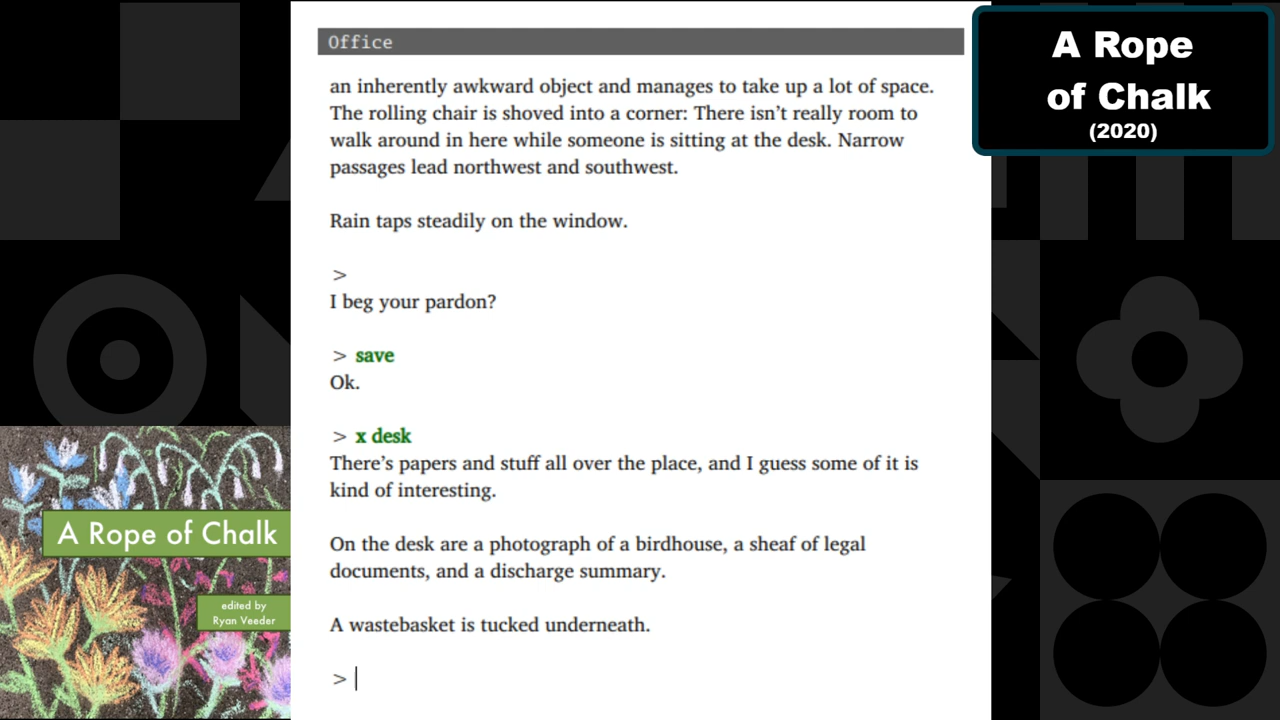 Office
an inherently awkward object and manages to take up a lot of space.
The rolling chair is shoved into a corner: There isn’t really room to
walk around in here while someone is sitting at the desk. Narrow
passages lead northwest and southwest.
Rain taps steadily on the window.
>
I beg your pardon?
> save
Ok.
> x desk
There’s papers and stuff all over the place, and I guess some of it is
kind of interesting.
On the desk are a photograph of a birdhouse, a sheaf of legal
documents, and a discharge summary.
A wastebasket is tucked underneath.
>
A Rope
of Chalk
(2020)
A Rope of Chalk
edited by
Ryan Veeder